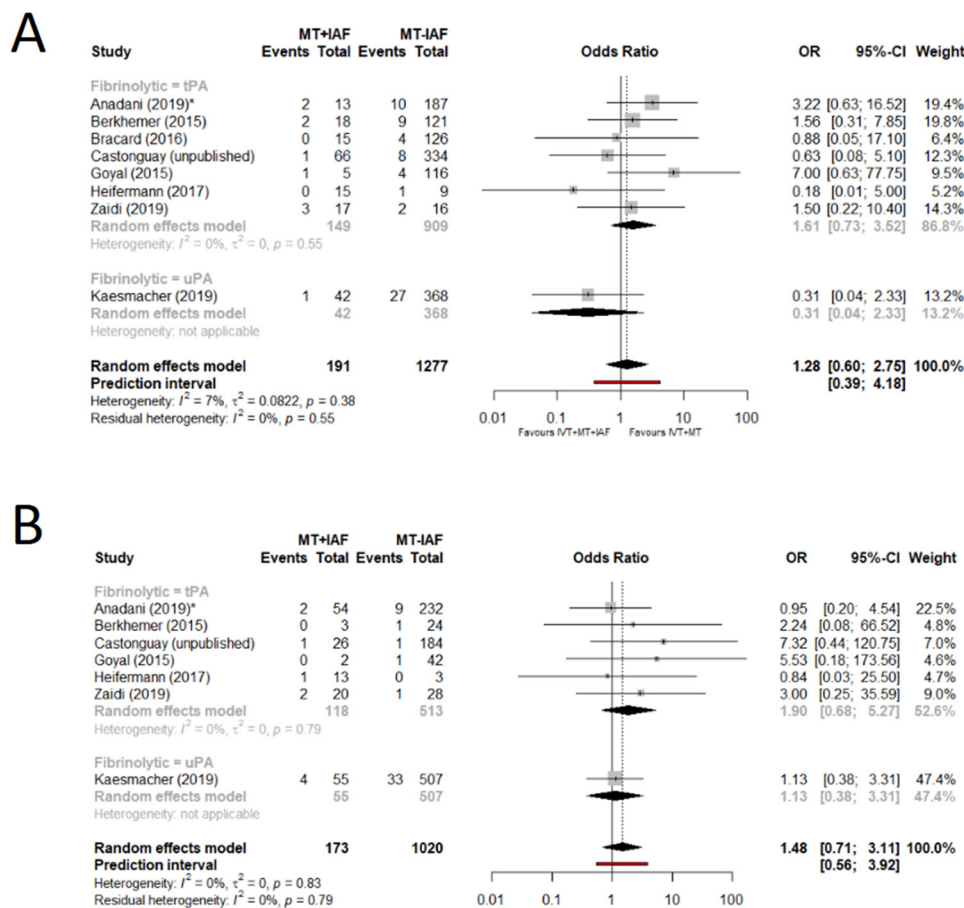 A
MT+IAF MT-IAF
Study Events Total Events Total Odds Ratio OR 95%-CI Weight
Fibrinolytic = tPA
Anadani (2019)* 2 13 10 187 3.22 [0.63; 16.52] 19.4%
Berkhemer (2015) 2 18 9 121 1.56 [0.31; 7.85] 19.8%
Bracard (2016) 0 15 4 126 0.88 [0.05; 17.10] 6.4%
Castonguay (unpublished) 1 66 8 334 0.63 [0.08; 5.10] 12.3%
Goyal (2015) 1 5 4 116 7.00 [0.63; 77.75] 9.5%
Heifermann (2017) 0 15 1 9 0.18 [0.01; 5.00] 5.2%
Zaidi (2019) 3 17 2 16 1.50 [0.22; 10.40] 14.3%
Random effects model 149 909 1.61 [0.73; 3.52] 86.8%
Heterogeneity: I² = 0%, τ² = 0, p = 0.55
Fibrinolytic = uPA
Kaesmacher (2019) 1 42 27 368 0.31 [0.04; 2.33] 13.2%
Random effects model 42 368 0.31 [0.04; 2.33] 13.2%
Heterogeneity: not applicable
Random effects model 191 1277 1.28 [0.60; 2.75] 100.0%
Prediction interval [0.39; 4.18]
Heterogeneity: I² = 7%, τ² = 0.0822, p = 0.38
Residual heterogeneity: I² = 0%, p = 0.55
0.01 0.1 1 10 100
Favours IVT+MT+IAF Favours IVT+MT
B
MT+IAF MT-IAF
Study Events Total Events Total Odds Ratio OR 95%-CI Weight
Fibrinolytic = tPA
Anadani (2019)* 2 54 9 232 0.95 [0.20; 4.54] 22.5%
Berkhemer (2015) 0 3 1 24 2.24 [0.08; 66.52] 4.8%
Castonguay (unpublished) 1 26 1 184 7.32 [0.44; 120.75] 7.0%
Goyal (2015) 0 2 1 42 5.53 [0.18; 173.56] 4.6%
Heifermann (2017) 1 13 0 3 0.84 [0.03; 25.50] 4.7%
Zaidi (2019) 2 20 1 28 3.00 [0.25; 35.59] 9.0%
Random effects model 118 513 1.90 [0.68; 5.27] 52.6%
Heterogeneity: I² = 0%, τ² = 0, p = 0.79
Fibrinolytic = uPA
Kaesmacher (2019) 4 55 33 507 1.13 [0.38; 3.31] 47.4%
Random effects model 55 507 1.13 [0.38; 3.31] 47.4%
Heterogeneity: not applicable
Random effects model 173 1020 1.48 [0.71; 3.11] 100.0%
Prediction interval [0.56; 3.92]
Heterogeneity: I² = 0%, τ² = 0, p = 0.83
Residual heterogeneity: I² = 0%, p = 0.79
0.01 0.1 1 10 100